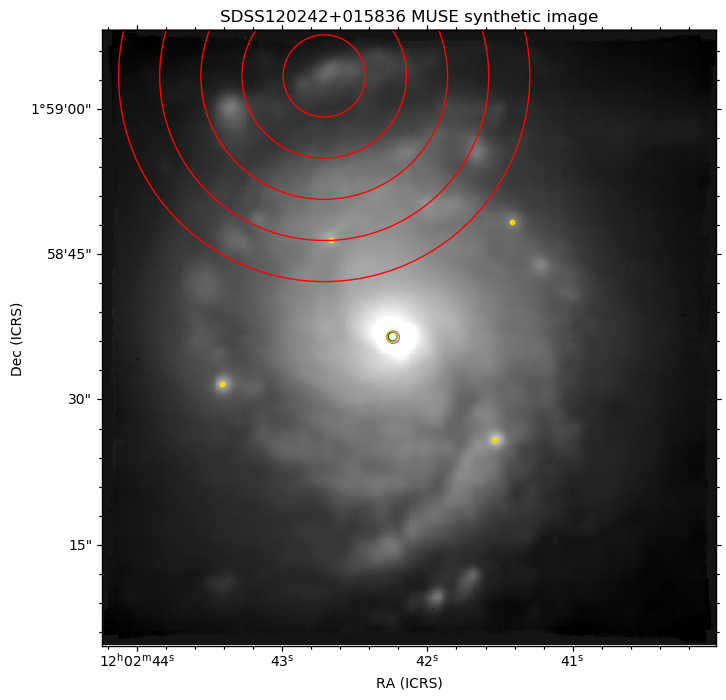 SDSS120242+015836 MUSE synthetic image
1°59'00"
58'45"
30"
15"
Dec (ICRS)
12ʰ02ᵐ44ˢ
43ˢ
42ˢ
41ˢ
RA (ICRS)